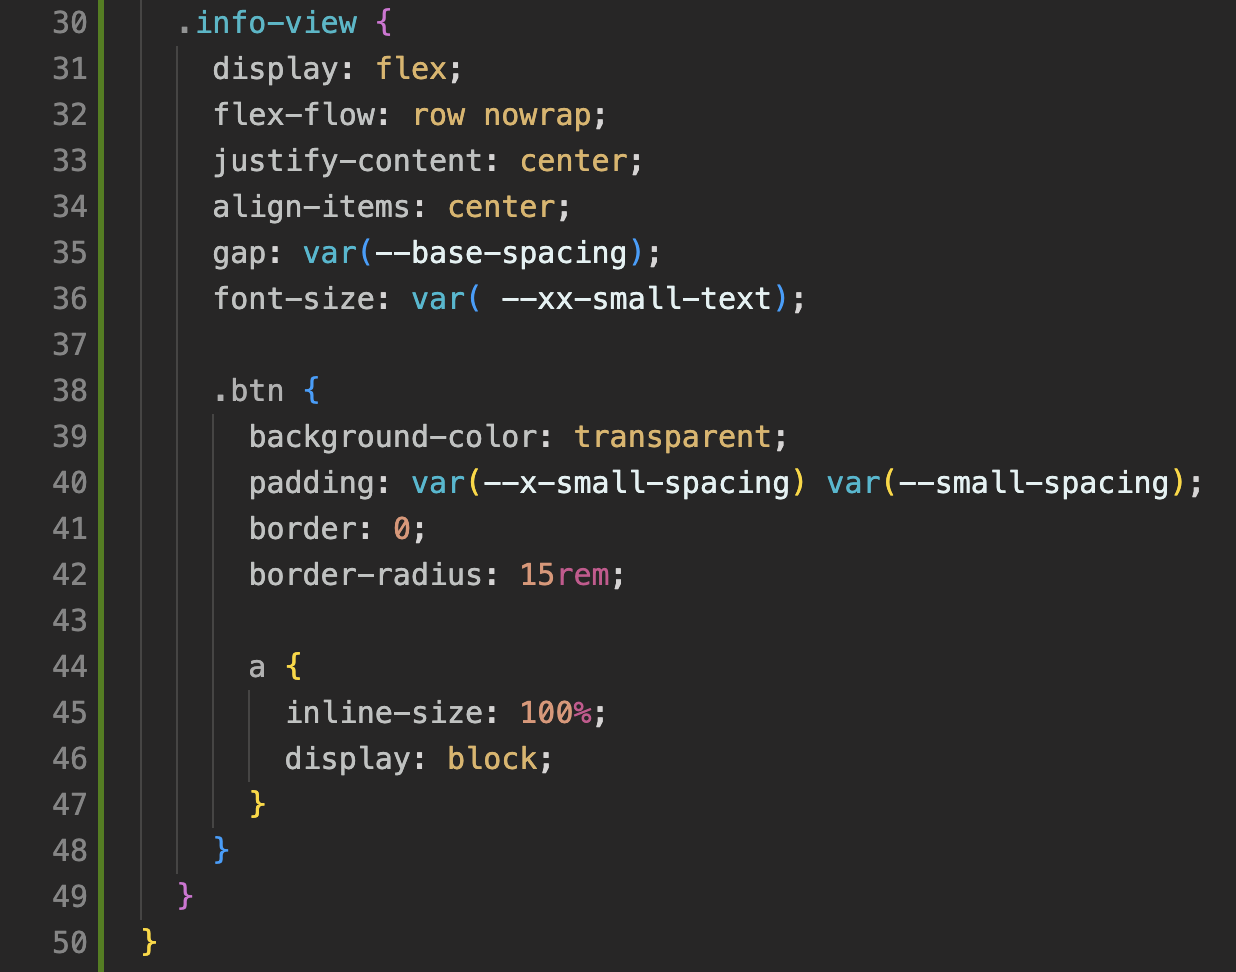 30 .info-view {
31 display: flex;
32 flex-flow: row nowrap;
33 justify-content: center;
34 align-items: center;
35 gap: var(--base-spacing);
36 font-size: var( --xx-small-text);
37
38 .btn {
39 background-color: transparent;
40 padding: var(--x-small-spacing) var(--small-spacing);
41 border: 0;
42 border-radius: 15rem;
43
44 a {
45 inline-size: 100%;
46 display: block;
47 }
48 }
49 }
50 }